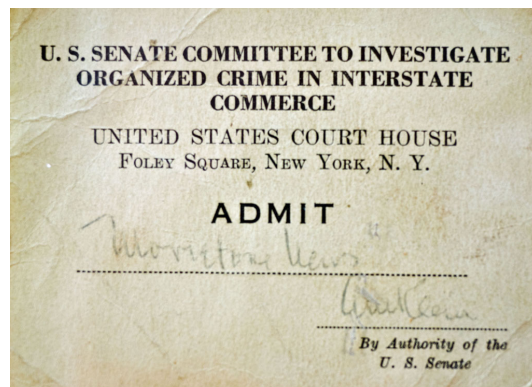 U. S. SENATE COMMITTEE TO INVESTIGATE
ORGANIZED CRIME IN INTERSTATE
COMMERCE
UNITED STATES COURT HOUSE
FOLEY SQUARE, NEW YORK, N. Y.
ADMIT
"Movietone News"
By Authority of the
U. S. Senate